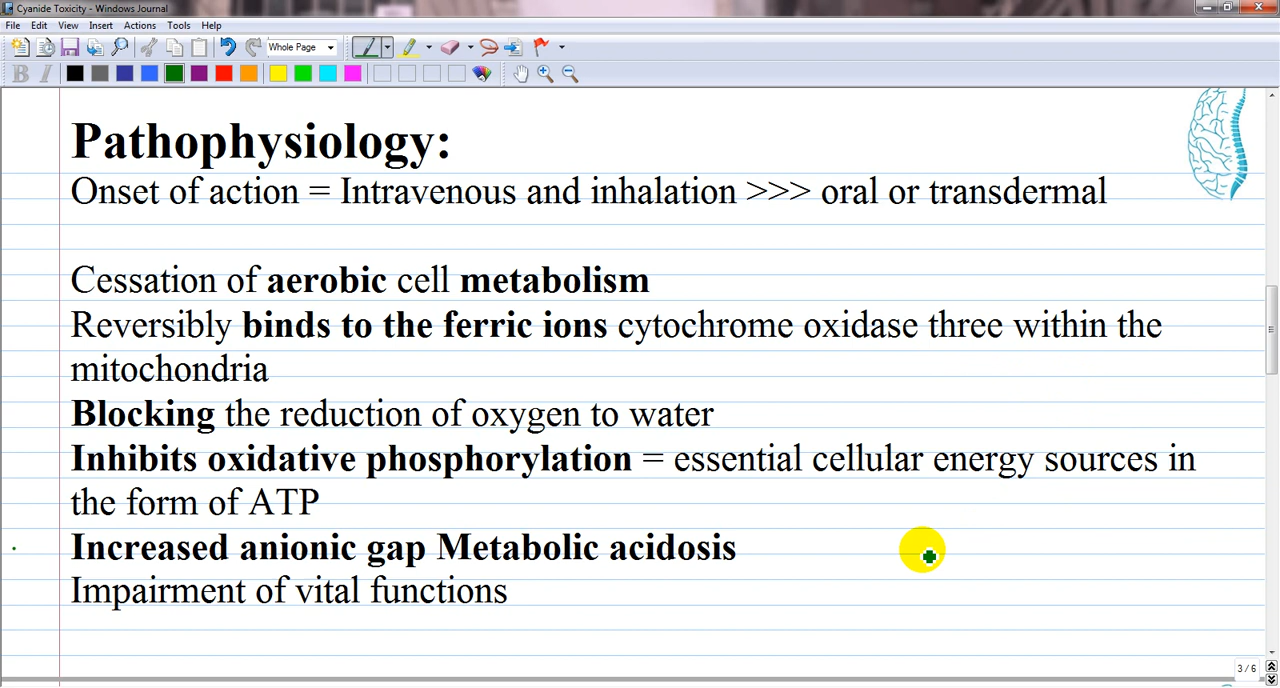 Cyanide Toxicity - Windows Journal
File Edit View Insert Actions Tools Help
Whole Page
B I
Pathophysiology:
Onset of action = Intravenous and inhalation >>> oral or transdermal
Cessation of aerobic cell metabolism
Reversibly binds to the ferric ions cytochrome oxidase three within the
mitochondria
Blocking the reduction of oxygen to water
Inhibits oxidative phosphorylation = essential cellular energy sources in
the form of ATP
Increased anionic gap Metabolic acidosis
Impairment of vital functions
3 / 6